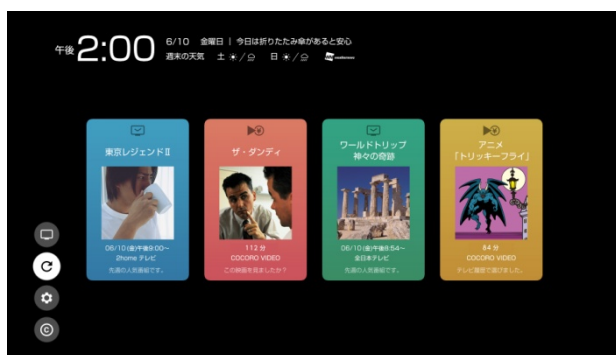 午後2:00
6/10 金曜日 | 今日は折りたたみ傘があると安心
週末の天気 土 / 日 /
東京レジェンドⅡ
06/10(金)午後9:00〜
2home テレビ
先週の人気番組です。
ザ・ダンディ
112 分
COCORO VIDEO
この映画を見ましたか？
ワールドトリップ
神々の奇跡
06/10(金)午後8:54〜
全日本テレビ
先週の人気番組です。
アニメ
「トリッキーフライ」
64 分
COCORO VIDEO
テレビ履歴で選びました。